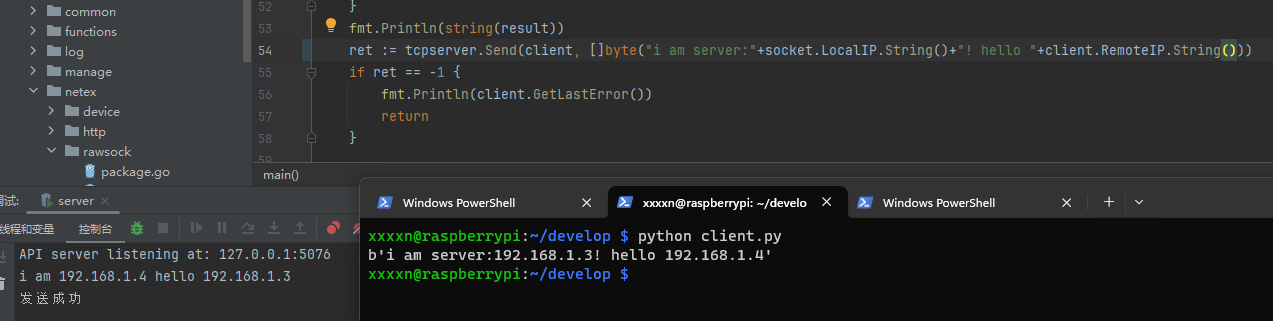 common
functions
log
manage
netex
device
http
rawsock
package.go
52 }
53 fmt.Println(string(result))
54 ret := tcpserver.Send(client, []byte("i am server:"+socket.LocalIP.String()+"! hello "+client.RemoteIP.String()))
55 if ret == -1 {
56 fmt.Println(client.GetLastError())
57 return
58 }
59
main()
调试: server
线程和变量 控制台
API server listening at: 127.0.0.1:5076
i am 192.168.1.4 hello 192.168.1.3
发送成功
Windows PowerShell xxxxn@raspberrypi: ~/develo Windows PowerShell
xxxxn@raspberrypi:~/develop $ python client.py
b'i am server:192.168.1.3! hello 192.168.1.4'
xxxxn@raspberrypi:~/develop $